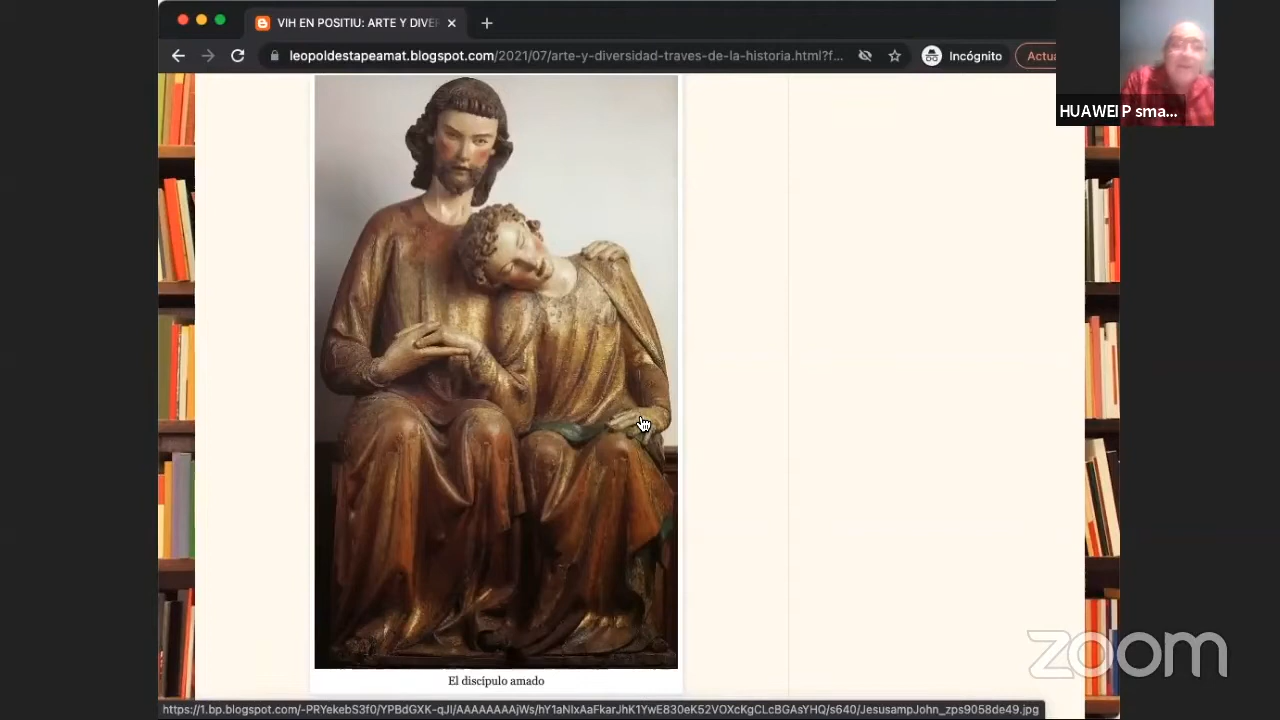 VIH EN POSITIU: ARTE Y DIVER
leopoldestapeamat.blogspot.com/2021/07/arte-y-diversidad-traves-de-la-historia.html?f...
Incógnito
Actua
HUAWEI P sma...
El discípulo amado
zoom
https://1.bp.blogspot.com/-PRYekebS3f0/YPBdGXK-qJI/AAAAAAAAjWs/hY1aNlxAaFkarJhK1YwE830eK52VOXcKgCLcBGAsYHQ/s640/JesusampJohn_zps9058de49.jpg